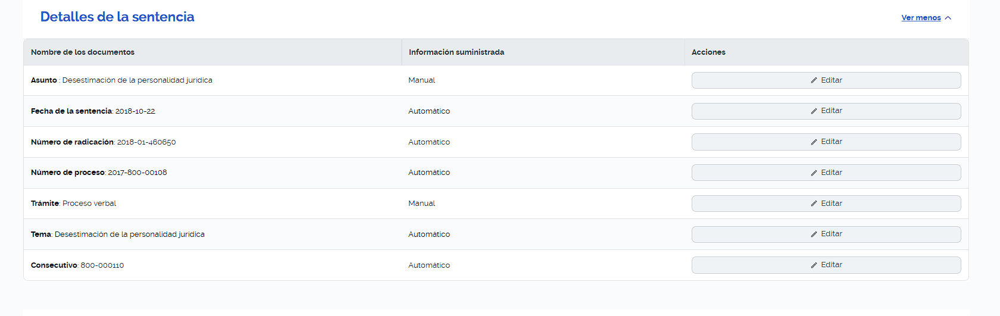 Detalles de la sentencia
Ver menos
Nombre de los documentos Información suministrada Acciones
Asunto : Desestimación de la personalidad jurídica Manual Editar
Fecha de la sentencia: 2018-10-22 Automático Editar
Número de radicación: 2018-01-460650 Automático Editar
Número de proceso: 2017-800-00108 Automático Editar
Trámite: Proceso verbal Manual Editar
Tema: Desestimación de la personalidad jurídica Automático Editar
Consecutivo: 800-000110 Automático Editar